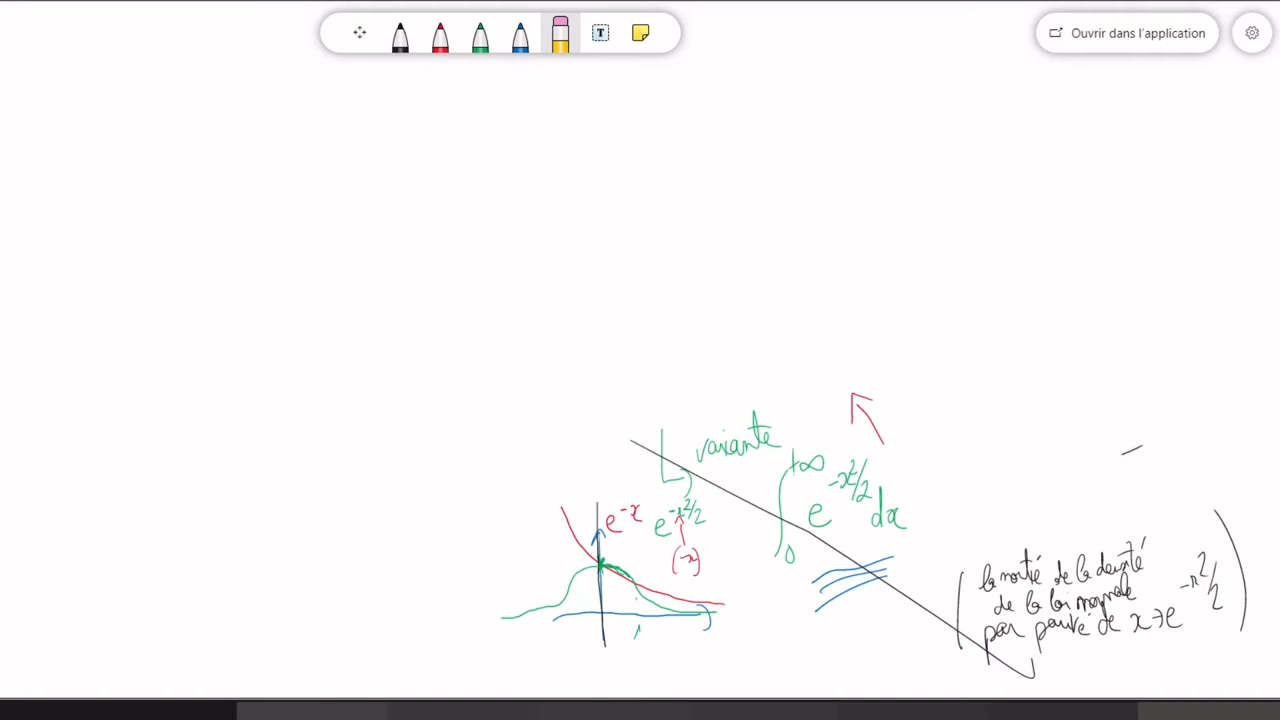 T
Ouvrir dans l'application
variante
∫₀^{+∞} e^{-x²/2} dx
e^{-x}
e^{-x²/2}
(-x)
la moitié de la densité
de la loi normale
par parité de x → e^{-x²/2}